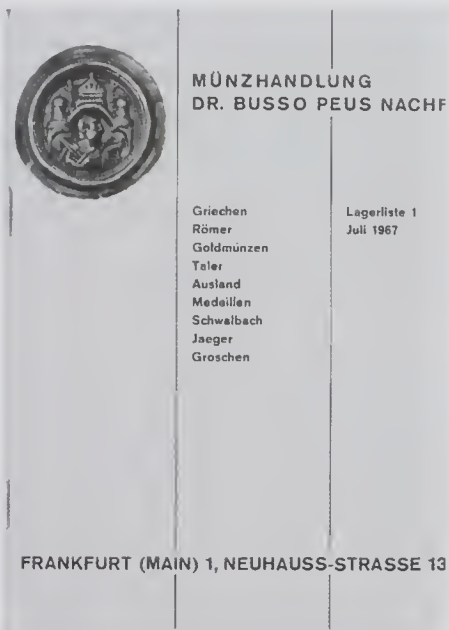 MÜNZHANDLUNG
DR. BUSSO PEUS NACHF
Griechen
Römer
Goldmünzen
Taler
Ausland
Medaillen
Schwalbach
Jaeger
Groschen
Lagerliste 1
Juli 1967
FRANKFURT (MAIN) 1, NEUHAUSS-STRASSE 13